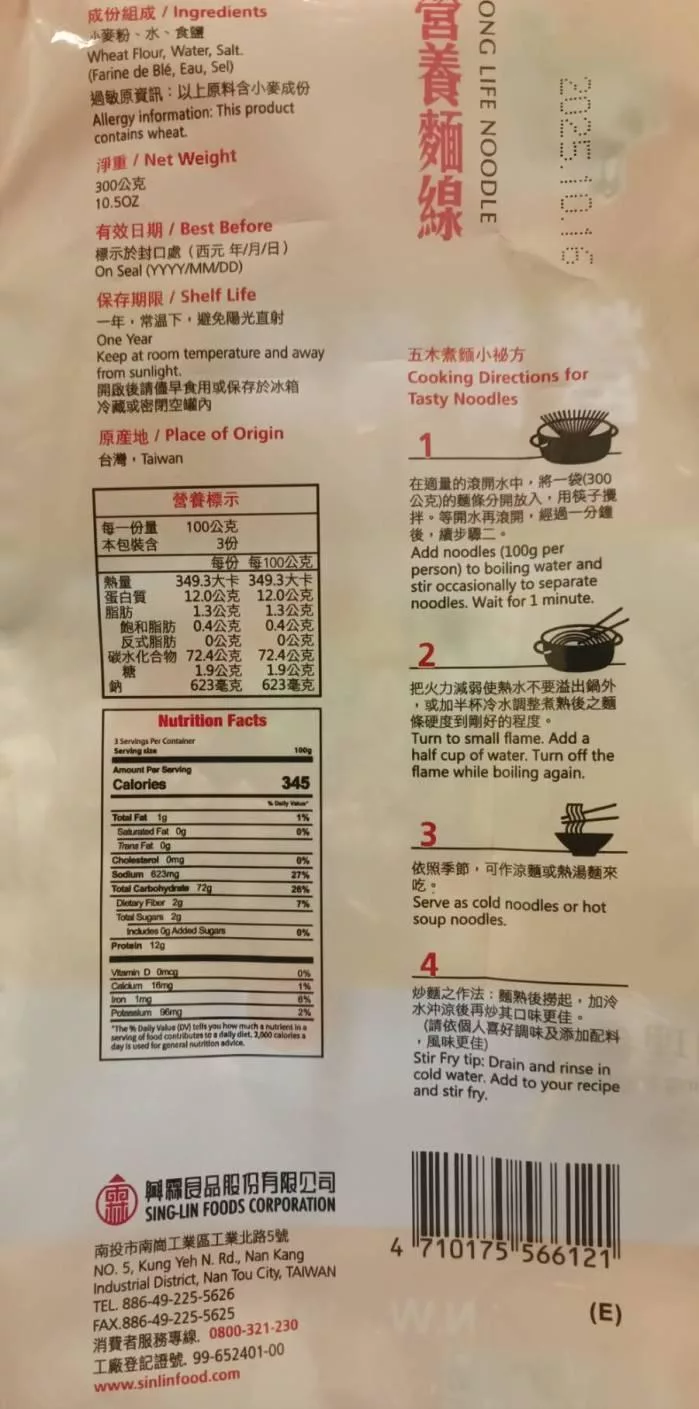 成份組成 / Ingredients
小麥粉、水、食鹽
Wheat Flour, Water, Salt.
(Farine de Blé, Eau, Sel)
過敏原資訊：以上原料含小麥成份
Allergy information: This product
contains wheat.
淨重 / Net Weight
300公克
10.5OZ
有效日期 / Best Before
標示於封口處（西元 年/月/日）
On Seal (YYYY/MM/DD)
保存期限 / Shelf Life
一年，常溫下，避免陽光直射
One Year
Keep at room temperature and away
from sunlight.
開啟後請儘早食用或保存於冰箱
冷藏或密閉空罐內
原產地 / Place of Origin
台灣，Taiwan
營養標示
每一份量 100公克
本包裝含 3份
每份 每100公克
熱量 349.3大卡 349.3大卡
蛋白質 12.0公克 12.0公克
脂肪 1.3公克 1.3公克
飽和脂肪 0.4公克 0.4公克
反式脂肪 0公克 0公克
碳水化合物 72.4公克 72.4公克
糖 1.9公克 1.9公克
鈉 623毫克 623毫克
Nutrition Facts
3 Servings Per Container
Serving size 100g
Amount Per Serving
Calories 345
% Daily Value*
Total Fat 1g 1%
Saturated Fat 0g 0%
Trans Fat 0g
Cholesterol 0mg 0%
Sodium 623mg 27%
Total Carbohydrate 72g 26%
Dietary Fiber 2g 7%
Total Sugars 2g
Includes 0g Added Sugars 0%
Protein 12g
Vitamin D 0mcg 0%
Calcium 16mg 1%
Iron 1mg 6%
Potassium 96mg 2%
*The % Daily Value (DV) tells you how much a nutrient in a
serving of food contributes to a daily diet. 2,000 calories a
day is used for general nutrition advice.
興霖食品股份有限公司
SING-LIN FOODS CORPORATION
南投市南崗工業區工業北路5號
NO. 5, Kung Yeh N. Rd., Nan Kang
Industrial District, Nan Tou City, TAIWAN
TEL. 886-49-225-5626
FAX.886-49-225-5625
消費者服務專線. 0800-321-230
工廠登記證號. 99-652401-00
www.sinlinfood.com
營養麵線
ONG LIFE NOODLE
2025.10.16
五木煮麵小祕方
Cooking Directions for
Tasty Noodles
1
在適量的滾開水中，將一袋(300
公克)的麵條分開放入，用筷子攪
拌。等開水再滾開，經過一分鐘
後，續步驟二。
Add noodles (100g per
person) to boiling water and
stir occasionally to separate
noodles. Wait for 1 minute.
2
把火力減弱使熱水不要溢出鍋外
，或加半杯冷水調整煮熟後之麵
條硬度到剛好的程度。
Turn to small flame. Add a
half cup of water. Turn off the
flame while boiling again.
3
依照季節，可作涼麵或熱湯麵來
吃。
Serve as cold noodles or hot
soup noodles.
4
炒麵之作法：麵熟後撈起，加冷
水沖涼後再炒其口味更佳。
(請依個人喜好調味及添加配料
，風味更佳)
Stir Fry tip: Drain and rinse in
cold water. Add to your recipe
and stir fry.
4 710175 566121
(E)